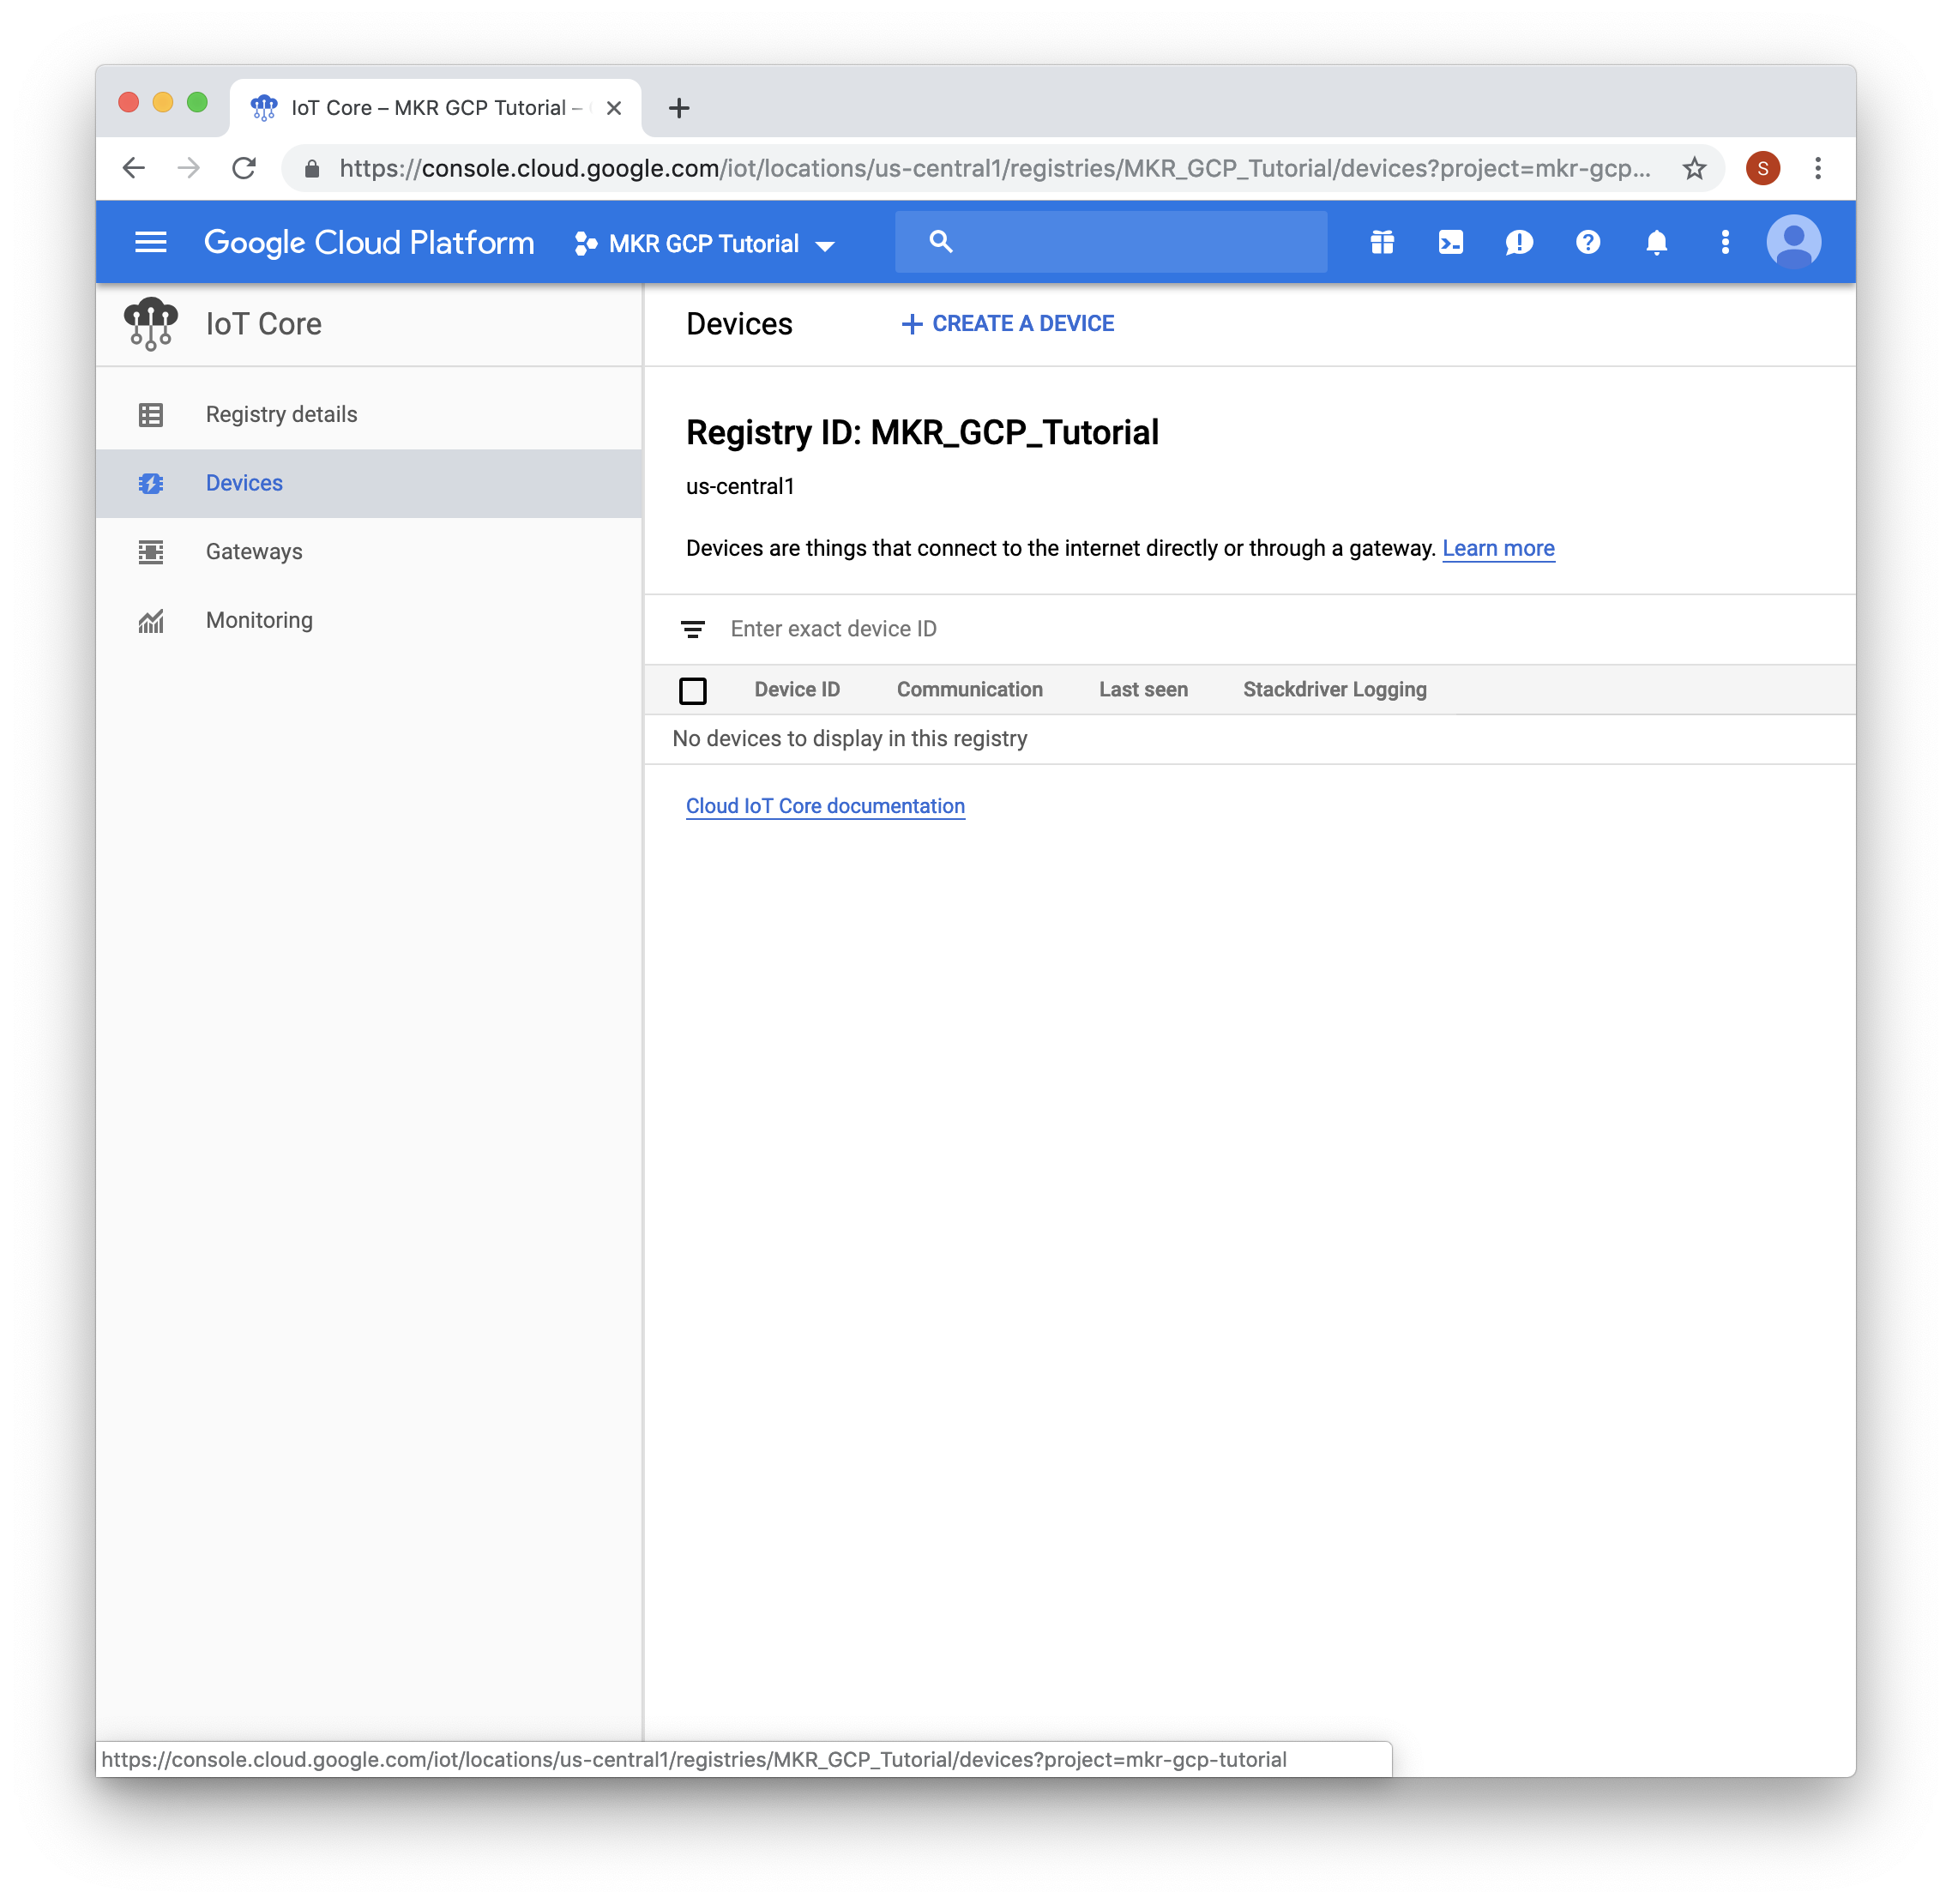 IoT Core – MKR GCP Tutorial –
https://console.cloud.google.com/iot/locations/us-central1/registries/MKR_GCP_Tutorial/devices?project=mkr-gcp...
S
Google Cloud Platform
MKR GCP Tutorial
IoT Core
Devices
CREATE A DEVICE
Registry details
Devices
Gateways
Monitoring
Registry ID: MKR_GCP_Tutorial
us-central1
Devices are things that connect to the internet directly or through a gateway. Learn more
Enter exact device ID
Device ID Communication Last seen Stackdriver Logging
No devices to display in this registry
Cloud IoT Core documentation
https://console.cloud.google.com/iot/locations/us-central1/registries/MKR_GCP_Tutorial/devices?project=mkr-gcp-tutorial